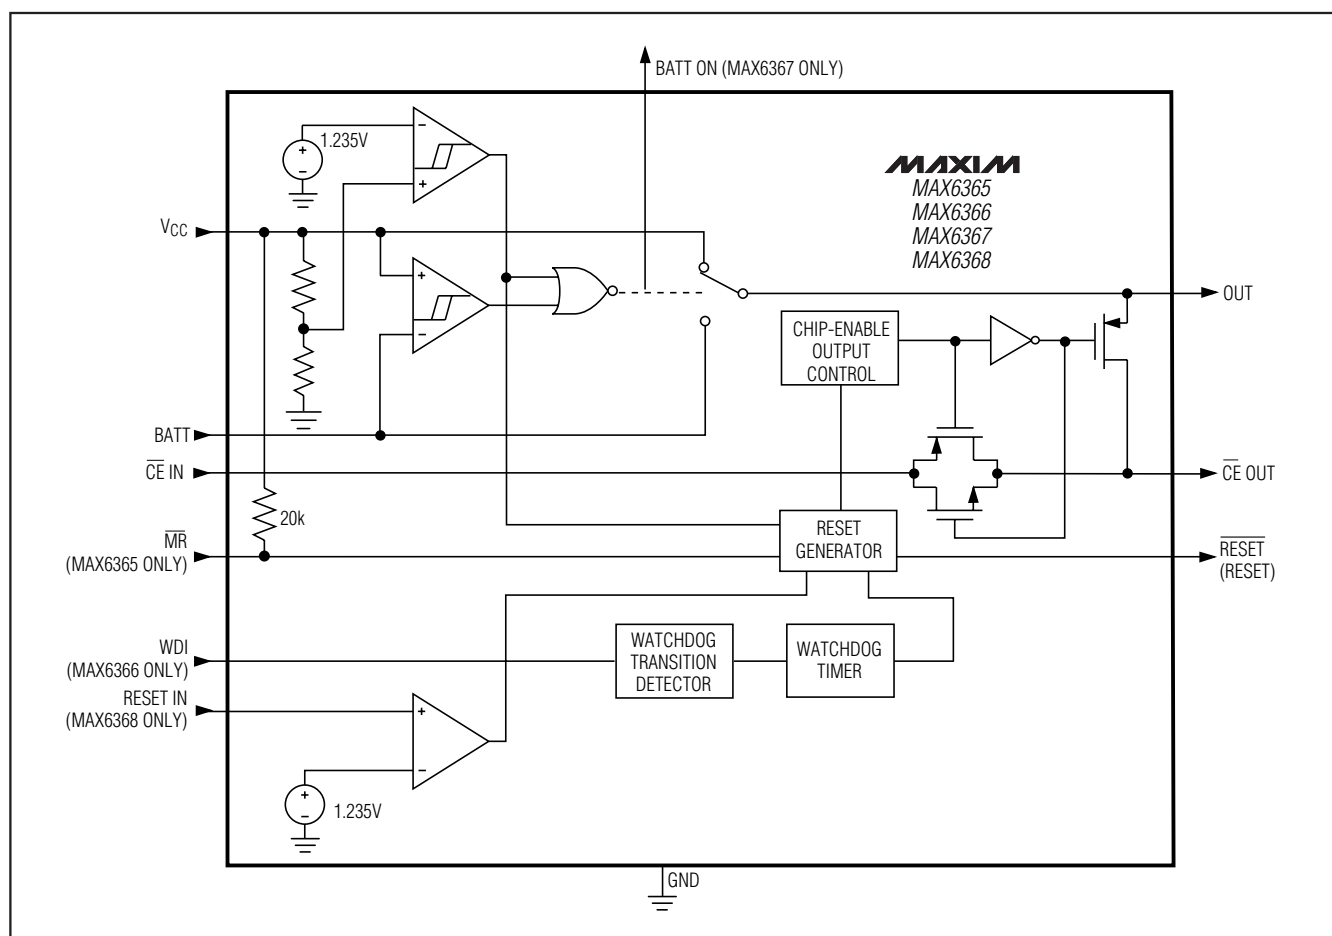 BATT ON (MAX6367 ONLY)
1.235V
MAXIM
MAX6365
MAX6366
MAX6367
MAX6368
VCC
OUT
CHIP-ENABLE
OUTPUT
CONTROL
BATT
CE IN
CE OUT
20k
MR
(MAX6365 ONLY)
RESET
GENERATOR
RESET
(RESET)
WDI
(MAX6366 ONLY)
WATCHDOG
TRANSITION
DETECTOR
WATCHDOG
TIMER
RESET IN
(MAX6368 ONLY)
1.235V
GND